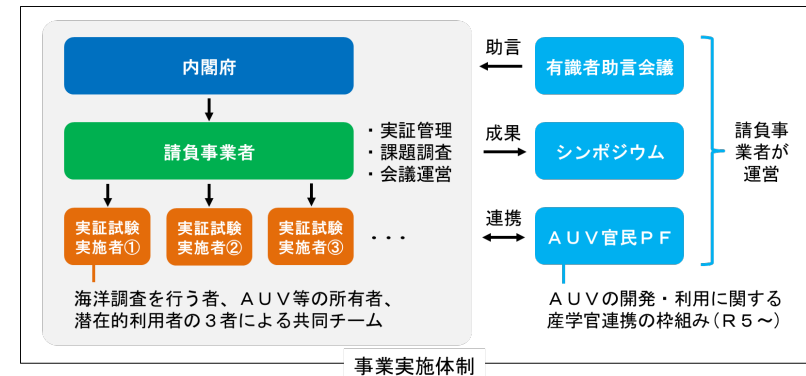 内閣府
請負事業者
・実証管理
・課題調査
・会議運営
実証試験
実施者①
実証試験
実施者②
実証試験
実施者③
・・・
海洋調査を行う者、ＡＵＶ等の所有者、
潜在的利用者の３者による共同チーム
助言
有識者助言会議
成果
シンポジウム
連携
ＡＵＶ官民ＰＦ
ＡＵＶの開発・利用に関する
産学官連携の枠組み（Ｒ５～）
請負事
業者が
運営
事業実施体制